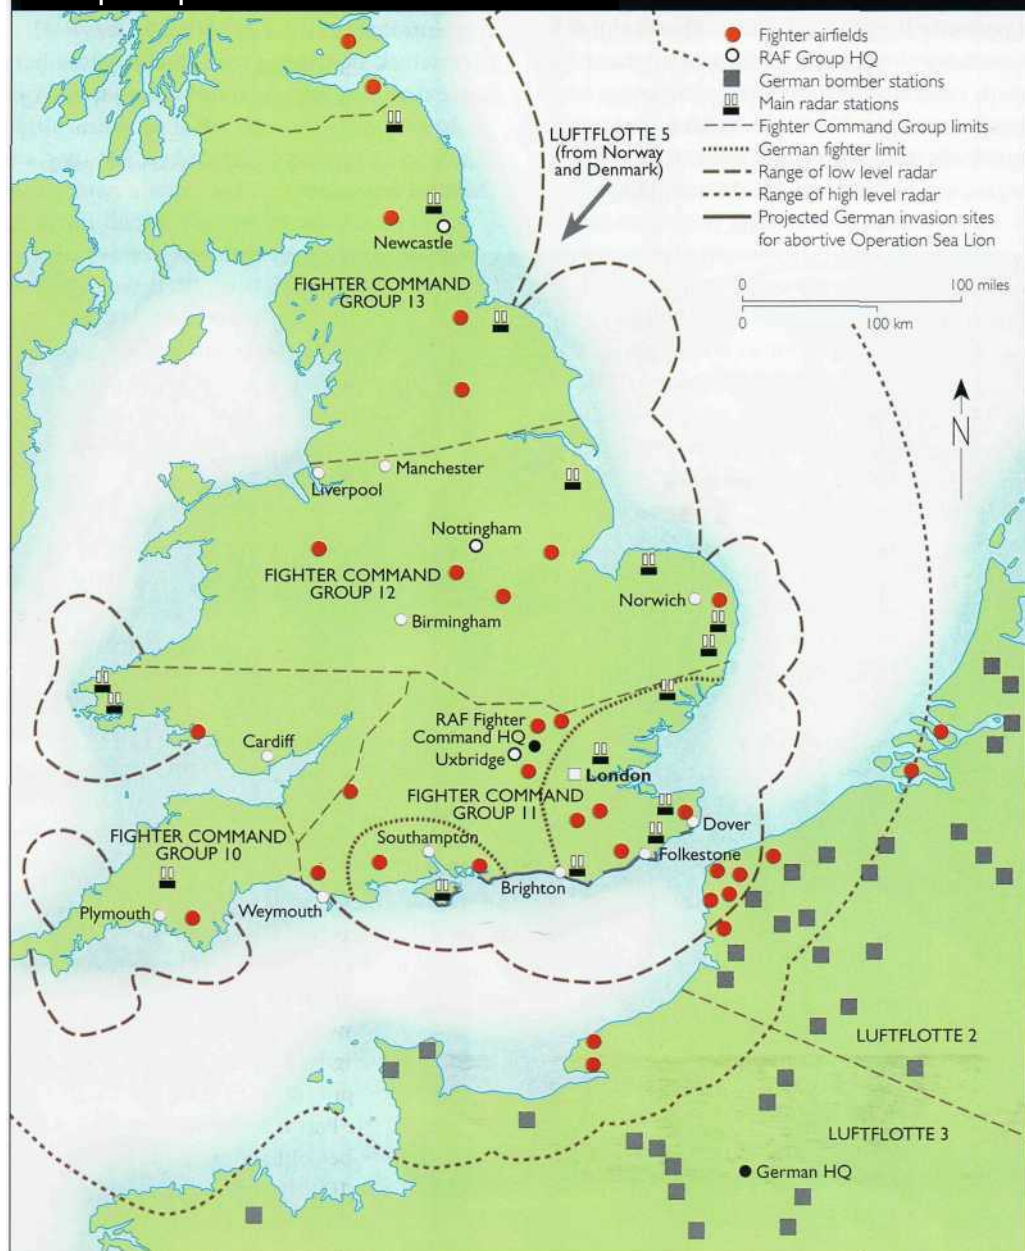 Fighter airfields
RAF Group HQ
German bomber stations
Main radar stations
Fighter Command Group limits
German fighter limit
Range of low level radar
Range of high level radar
Projected German invasion sites
for abortive Operation Sea Lion
100 miles
0
0
100 km
N
LUFTFLOTTE 5
(from Norway
and Denmark)
Newcastle
FIGHTER COMMAND
GROUP 13
Manchester
Liverpool
Nottingham
FIGHTER COMMAND
GROUP 12
Norwich
Birmingham
RAF Fighter
Command HQ
Uxbridge
Cardiff
London
FIGHTER COMMAND
GROUP 11
FIGHTER COMMAND
GROUP 10
Southampton
Dover
Folkestone
Brighton
Plymouth
Weymouth
LUFTFLOTTE 2
LUFTFLOTTE 3
German HQ